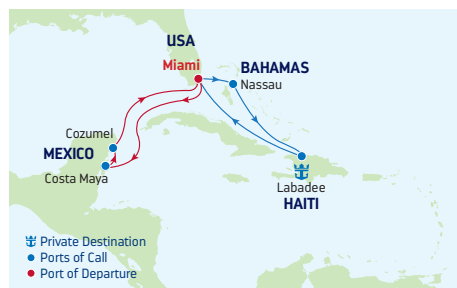 USA
Miami
BAHAMAS
Nassau
Cozumel
MEXICO
Costa Maya
Labadee
HAITI
Private Destination
Ports of Call
Port of Departure